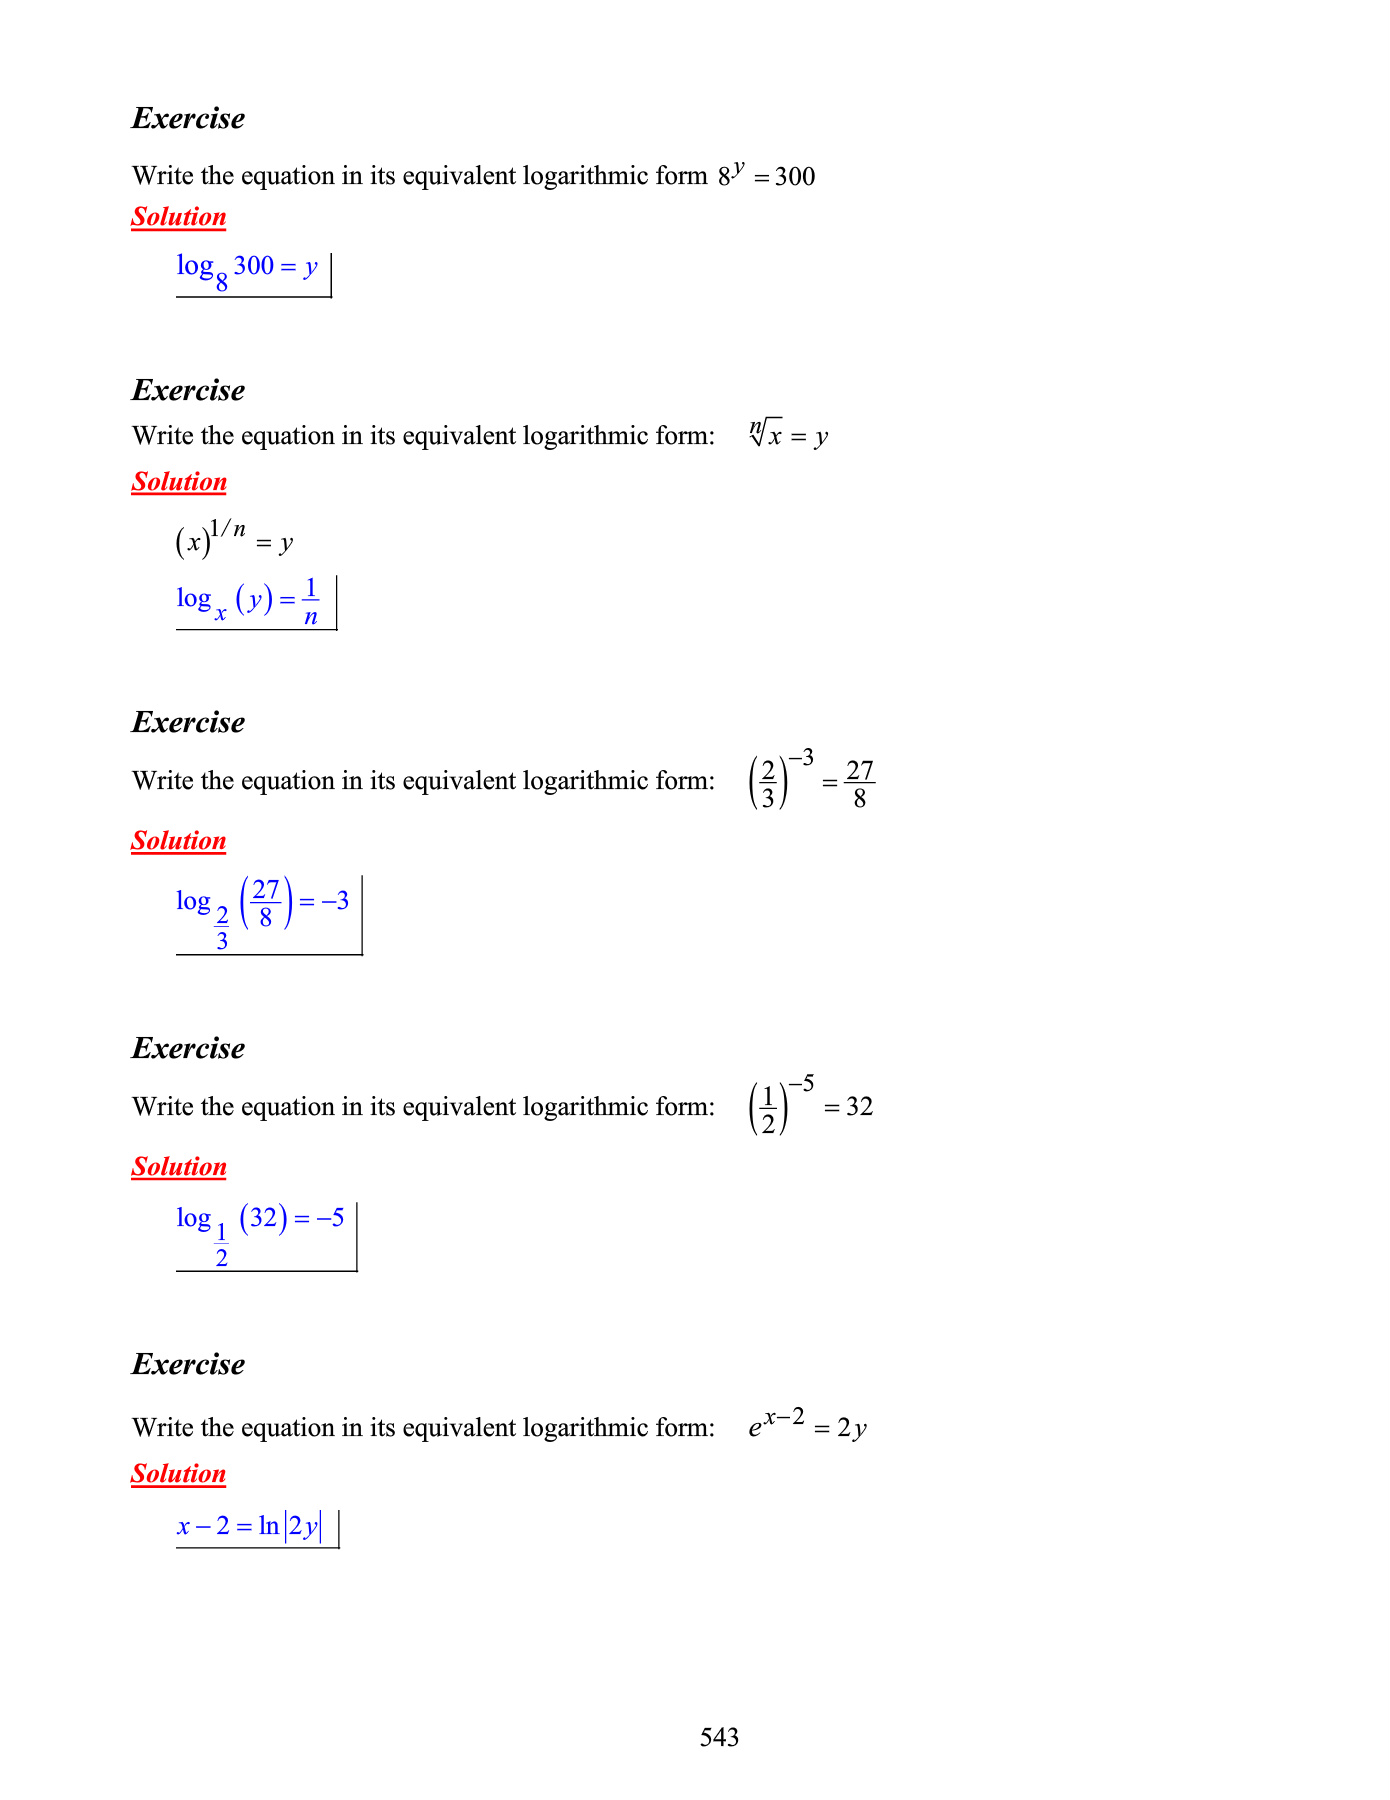 Exercise
Write the equation in its equivalent logarithmic form $8^y = 300$
Solution
$\log_8 300 = y$
Exercise
Write the equation in its equivalent logarithmic form: $\sqrt[n]{x} = y$
Solution
$(x)^{1/n} = y$
$\log_x (y) = \frac{1}{n}$
Exercise
Write the equation in its equivalent logarithmic form: $\left(\frac{2}{3}\right)^{-3} = \frac{27}{8}$
Solution
$\log_{\frac{2}{3}} \left(\frac{27}{8}\right) = -3$
Exercise
Write the equation in its equivalent logarithmic form: $\left(\frac{1}{2}\right)^{-5} = 32$
Solution
$\log_{\frac{1}{2}} (32) = -5$
Exercise
Write the equation in its equivalent logarithmic form: $e^{x-2} = 2y$
Solution
$x - 2 = \ln|2y|$
543